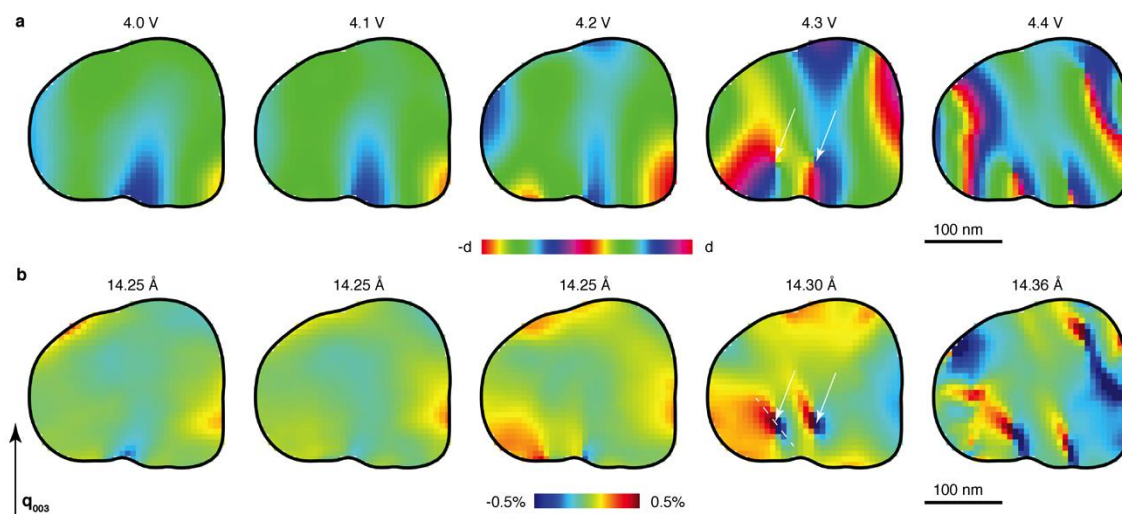 a
4.0 V 4.1 V 4.2 V 4.3 V 4.4 V
100 nm
-d d
b
14.25 Å 14.25 Å 14.25 Å 14.30 Å 14.36 Å
q003
-0.5% 0.5%
100 nm